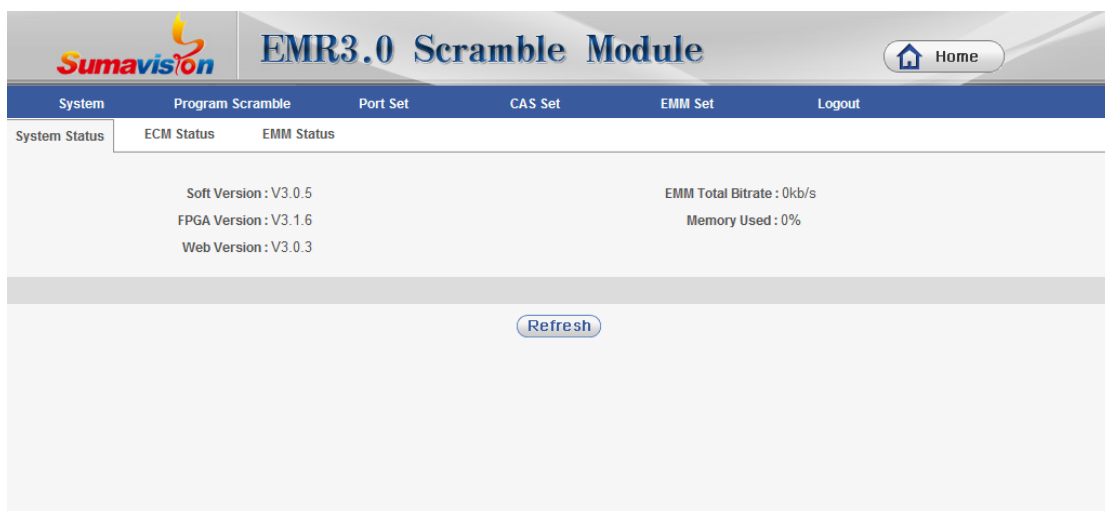 Sumavision
EMR3.0 Scramble Module
Home
System Program Scramble Port Set CAS Set EMM Set Logout
System Status ECM Status EMM Status
Soft Version : V3.0.5 EMM Total Bitrate : 0kb/s
FPGA Version : V3.1.6 Memory Used : 0%
Web Version : V3.0.3
Refresh